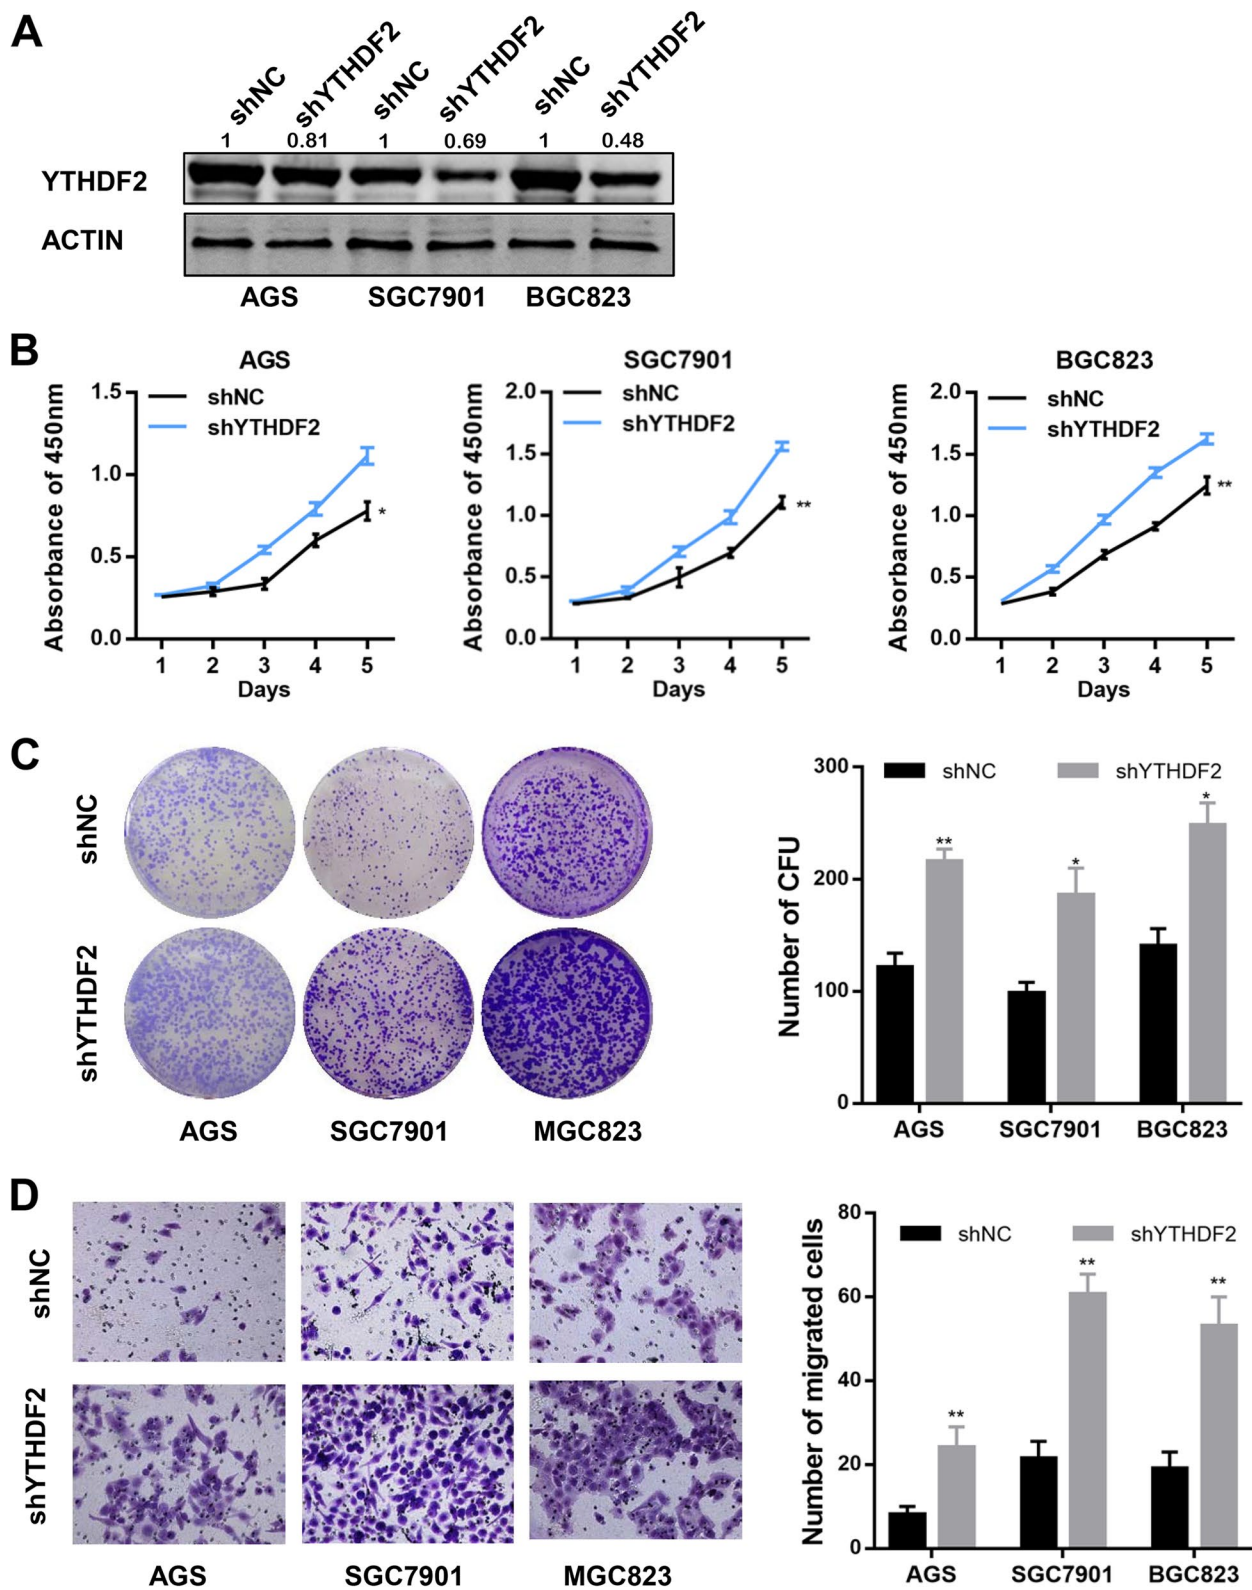 A
shNC shYTHDF2 shNC shYTHDF2 shNC shYTHDF2
1 0.81 1 0.69 1 0.48
YTHDF2
ACTIN
AGS SGC7901 BGC823
B
AGS
Absorbance of 450nm
1.5
1.0
0.5
0.0
shNC
shYTHDF2
*
1 2 3 4 5
Days
SGC7901
Absorbance of 450nm
2.0
1.5
1.0
0.5
0.0
shNC
shYTHDF2
**
1 2 3 4 5
Days
BGC823
Absorbance of 450nm
2.0
1.5
1.0
0.5
0.0
shNC
shYTHDF2
**
1 2 3 4 5
Days
C
shNC
shYTHDF2
AGS SGC7901 MGC823
Number of CFU
300
200
100
0
shNC shYTHDF2
** * *
AGS SGC7901 BGC823
D
shNC
shYTHDF2
AGS SGC7901 MGC823
Number of migrated cells
80
60
40
20
0
shNC shYTHDF2
** ** **
AGS SGC7901 BGC823